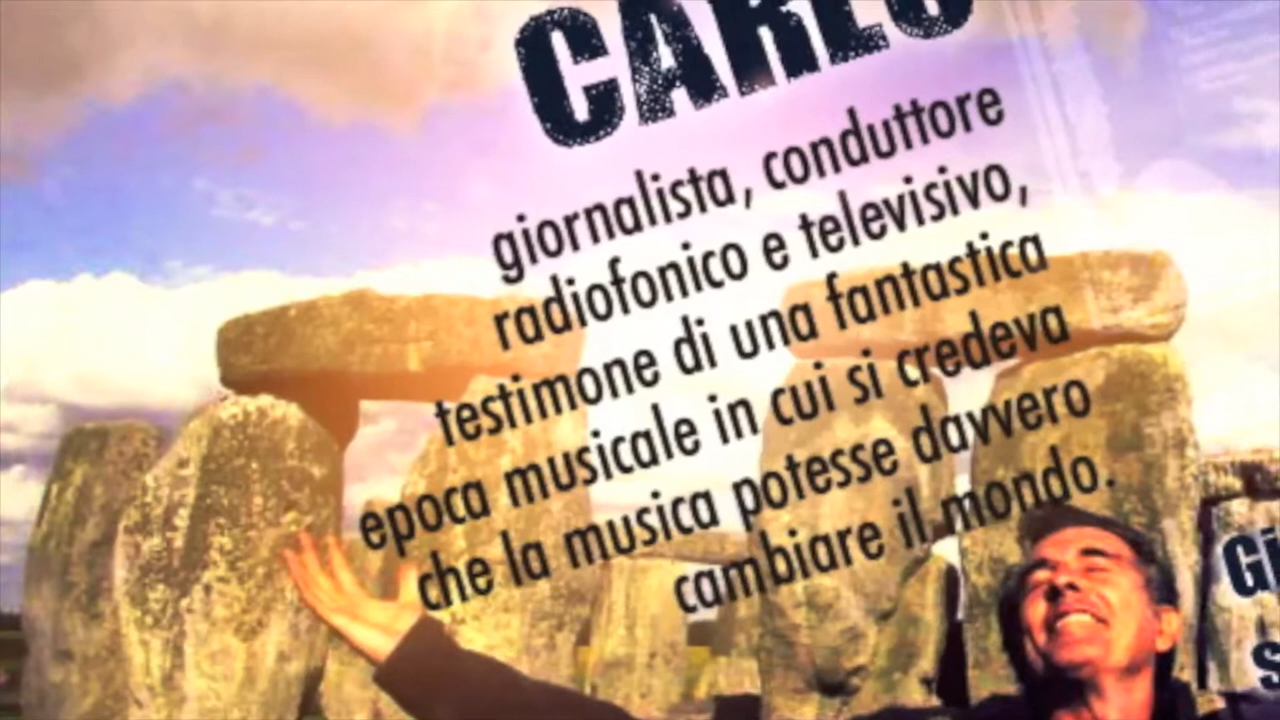 CARLO
giornalista, conduttore
radiofonico e televisivo,
testimone di una fantastica
epoca musicale in cui si credeva
che la musica potesse davvero
cambiare il mondo.